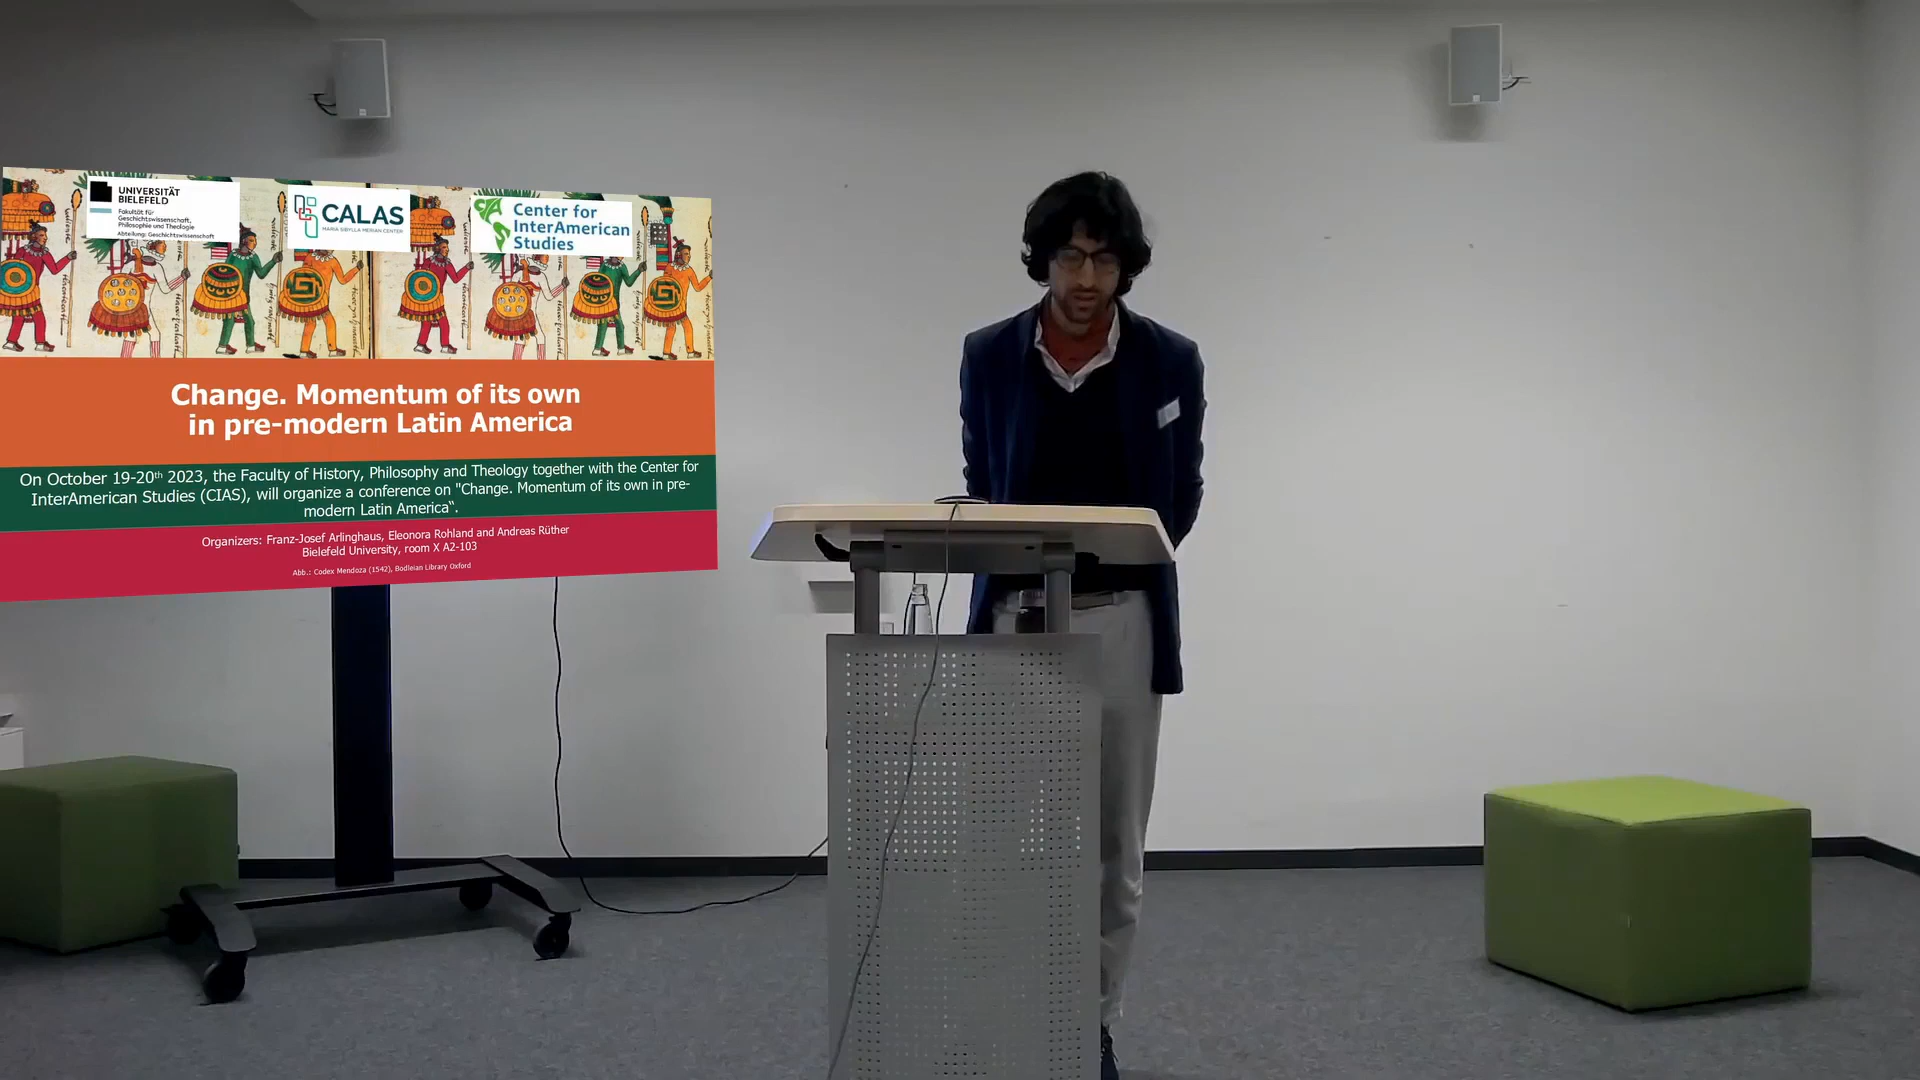 UNIVERSITÄT
BIELEFELD
Fakultät für
Geschichtswissenschaft,
Philosophie und Theologie
Abteilung: Geschichtswissenschaft
CALAS
MARIA SIBYLLA MERIAN CENTER
CIAS
Center for
InterAmerican
Studies
Change. Momentum of its own
in pre-modern Latin America
On October 19-20th 2023, the Faculty of History, Philosophy and Theology together with the Center for
InterAmerican Studies (CIAS), will organize a conference on "Change. Momentum of its own in pre-
modern Latin America“.
Organizers: Franz-Josef Arlinghaus, Eleonora Rohland and Andreas Rüther
Bielefeld University, room X A2-103
Abb.: Codex Mendoza (1542), Bodleian Library Oxford